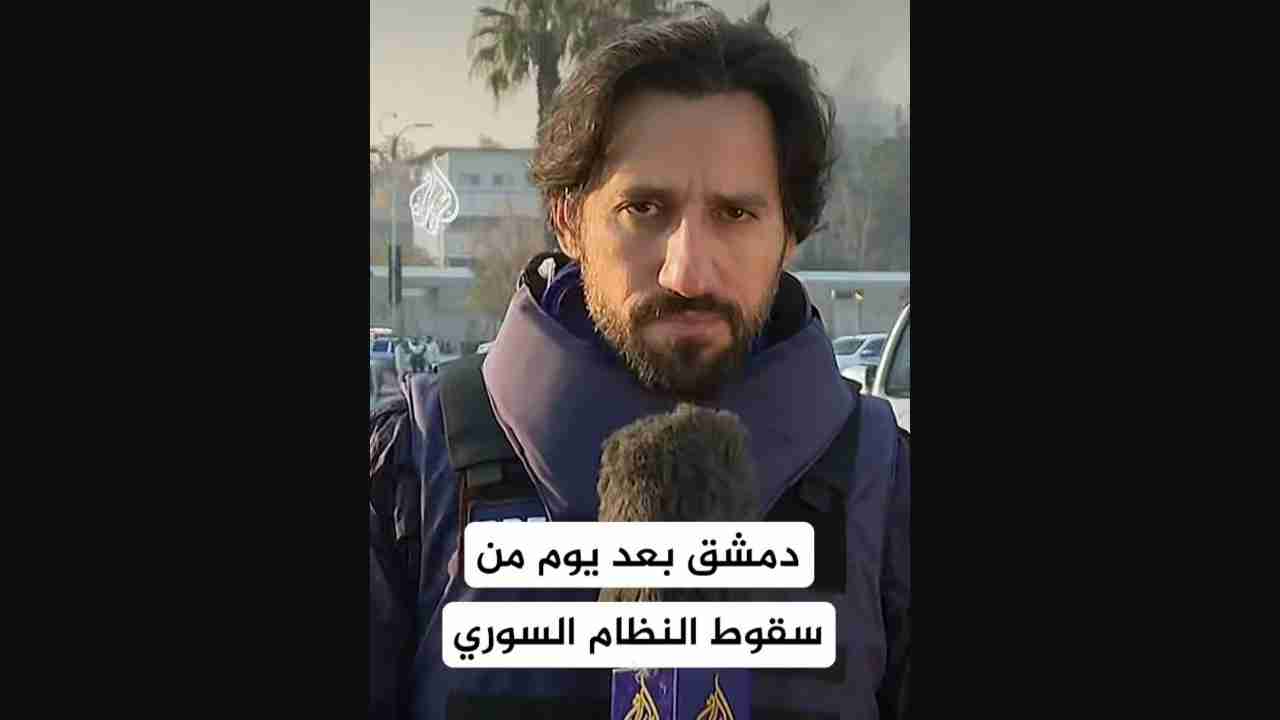 دمشق بعد يوم من
سقوط النظام السوري